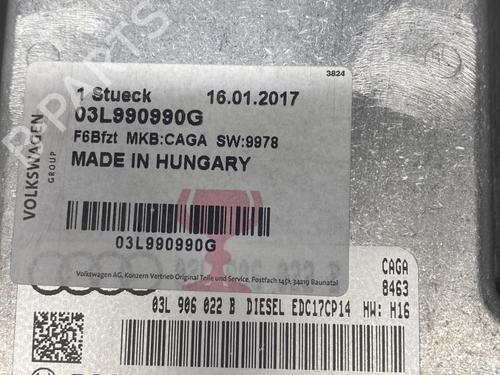 3824
1 Stueck 16.01.2017
03L990990G
F6Bfzt MKB:CAGA SW:9978
MADE IN HUNGARY
VOLKSWAGEN
GROUP
03L990990G
Volkswagen AG, Konzern Vertrieb Original Teile und Service, Postfach 1451, 34219 Baunatal
CAGA
8463
03L 906 022 B DIESEL EDC17CP14 HW: H16